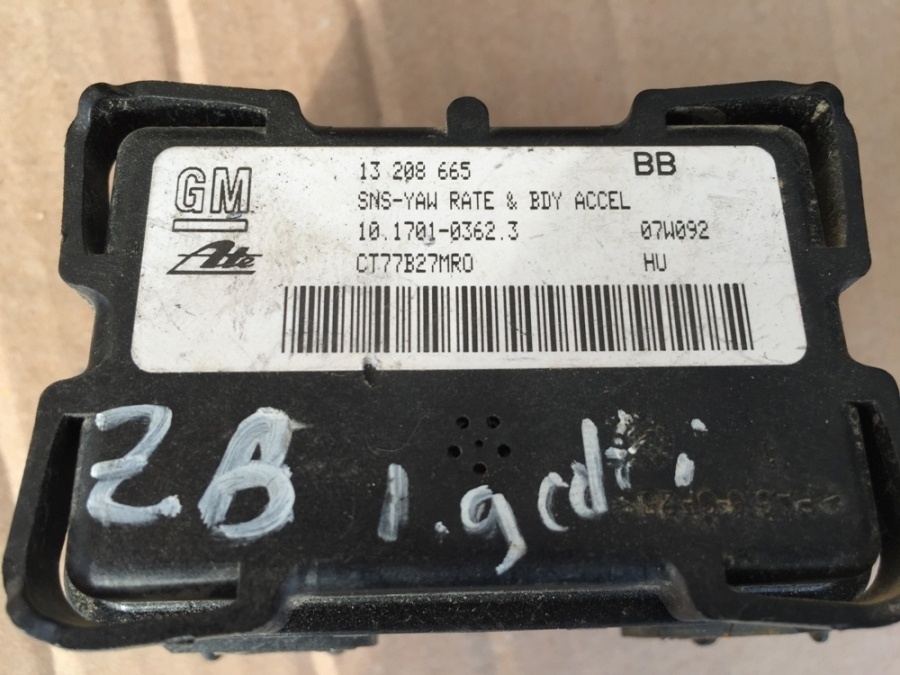 GM
13 208 665 BB
SNS-YAW RATE & BDY ACCEL
Ate
10.1701-0362.3 07W092
CT77B27MRO HU
ZB 1.9cdti